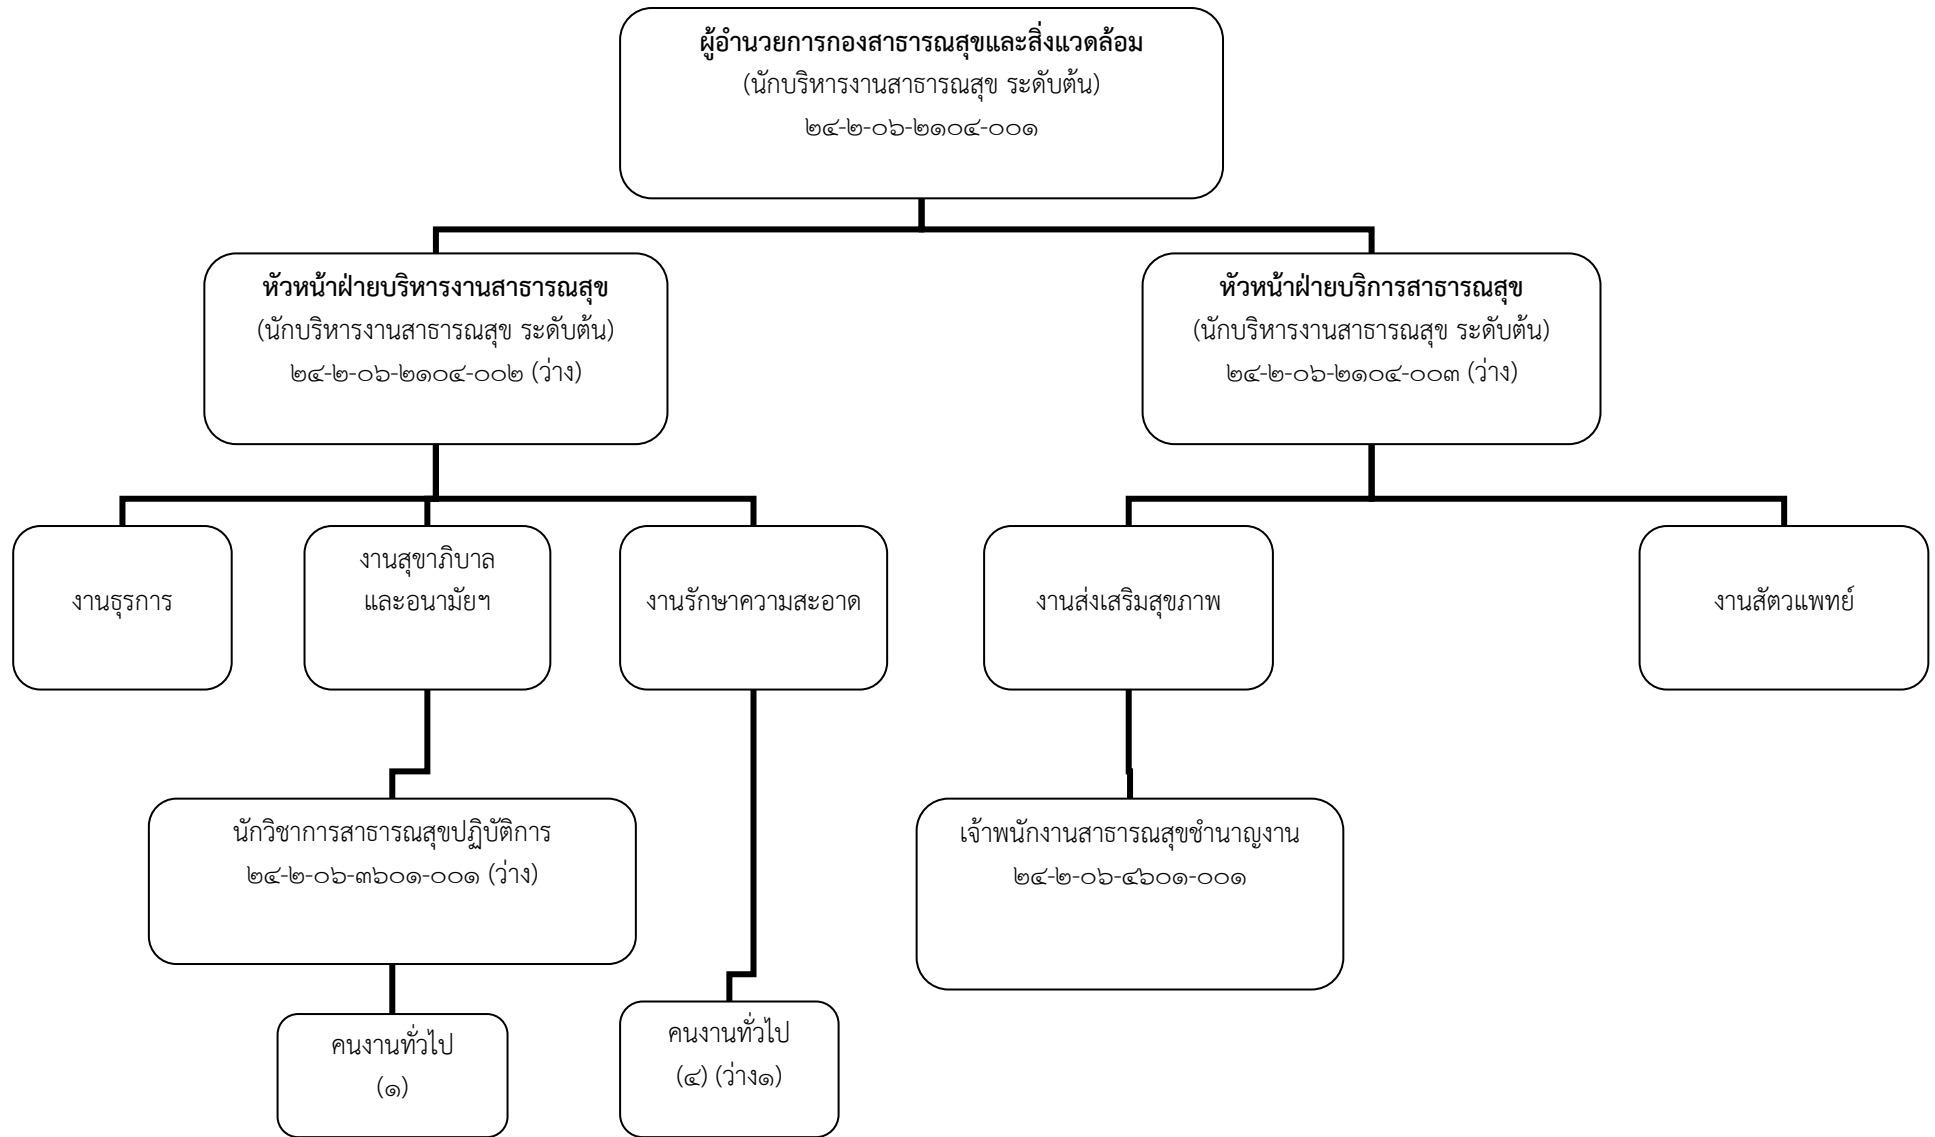 ผู้อำนวยการกองสาธารณสุขและสิ่งแวดล้อม
(นักบริหารงานสาธารณสุข ระดับต้น)
๒๔-๒-๐๖-๒๑๐๔-๐๐๑
หัวหน้าฝ่ายบริหารงานสาธารณสุข
(นักบริหารงานสาธารณสุข ระดับต้น)
๒๔-๒-๐๖-๒๑๐๔-๐๐๒ (ว่าง)
หัวหน้าฝ่ายบริการสาธารณสุข
(นักบริหารงานสาธารณสุข ระดับต้น)
๒๔-๒-๐๖-๒๑๐๔-๐๐๓ (ว่าง)
งานธุรการ
งานสุขาภิบาล
และอนามัยฯ
งานรักษาความสะอาด
งานส่งเสริมสุขภาพ
งานสัตวแพทย์
นักวิชาการสาธารณสุขปฏิบัติการ
๒๔-๒-๐๖-๓๖๐๑-๐๐๑ (ว่าง)
เจ้าพนักงานสาธารณสุขชำนาญงาน
๒๔-๒-๐๖-๔๖๐๑-๐๐๑
คนงานทั่วไป
(๑)
คนงานทั่วไป
(๔) (ว่าง๑)